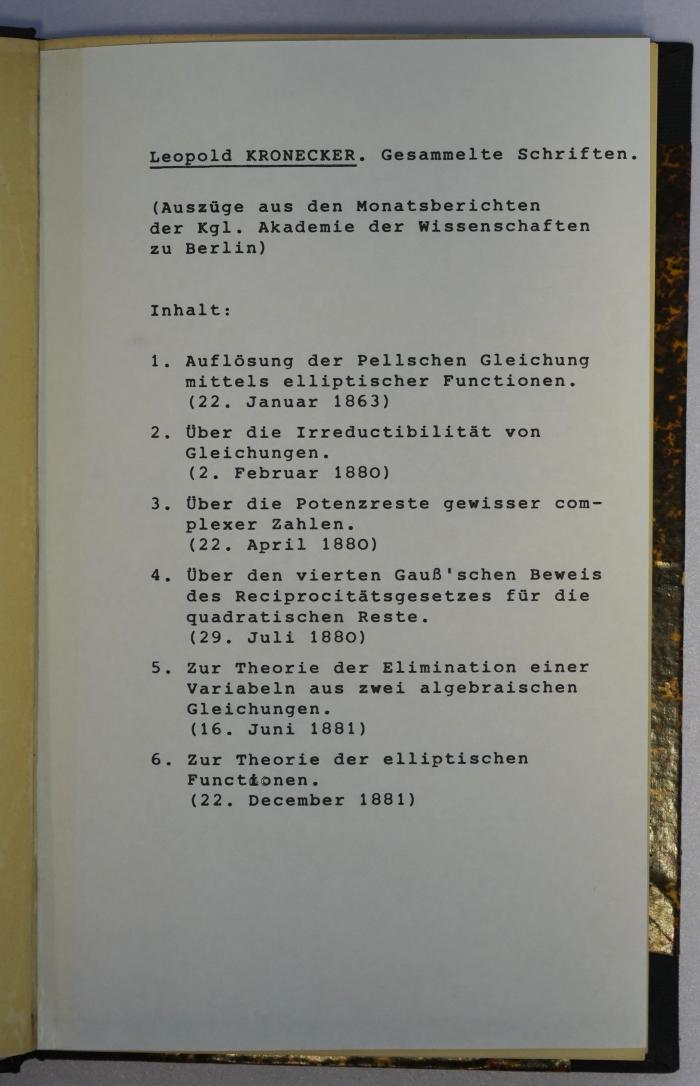 Leopold KRONECKER. Gesammelte Schriften.
(Auszüge aus den Monatsberichten
der Kgl. Akademie der Wissenschaften
zu Berlin)
Inhalt:
1. Auflösung der Pellschen Gleichung
mittels elliptischer Functionen.
(22. Januar 1863)
2. Über die Irreductibilität von
Gleichungen.
(2. Februar 1880)
3. Über die Potenzreste gewisser com-
plexer Zahlen.
(22. April 1880)
4. Über den vierten Gauß'schen Beweis
des Reciprocitätsgesetzes für die
quadratischen Reste.
(29. Juli 1880)
5. Zur Theorie der Elimination einer
Variabeln aus zwei algebraischen
Gleichungen.
(16. Juni 1881)
6. Zur Theorie der elliptischen
Functionen.
(22. December 1881)